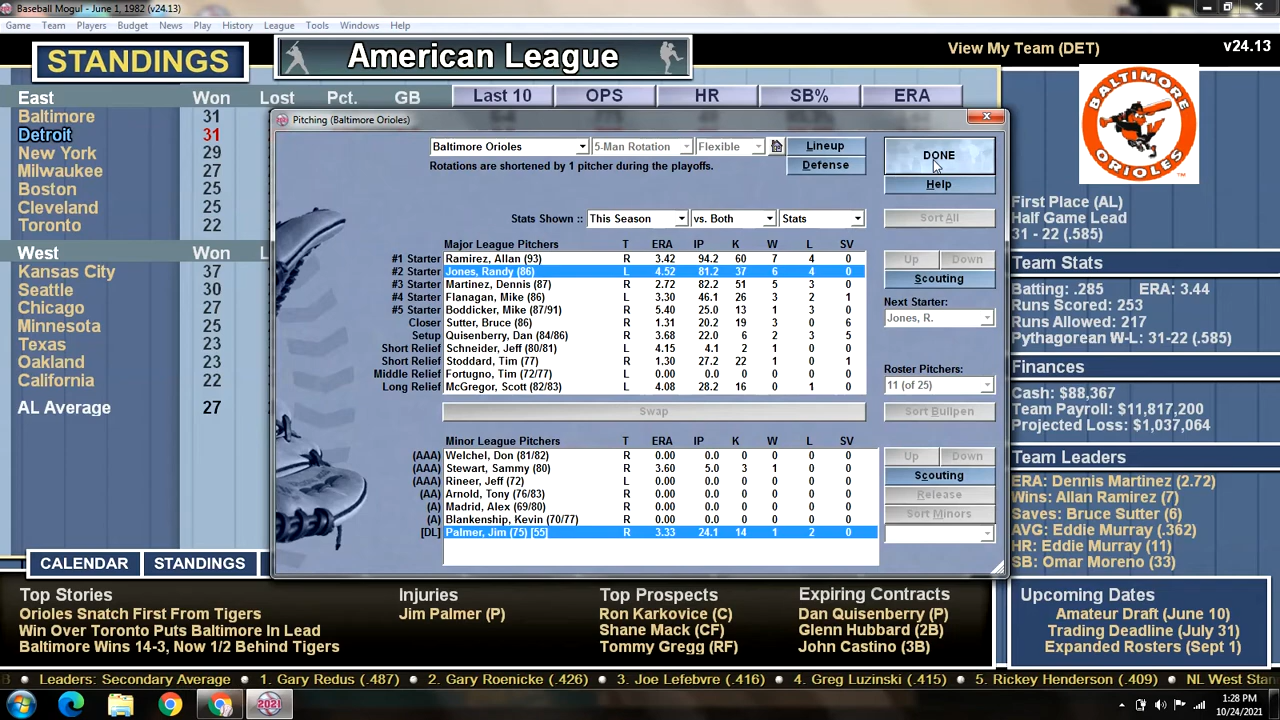 Baseball Mogul - June 1, 1982 (v24.13)
Game Team Players Budget News Play History League Tools Windows Help
STANDINGS
American League
View My Team (DET)
v24.13
East Won Lost Pct. GB Last 10 OPS HR SB% ERA
Baltimore 31
Detroit 31
New York 29
Milwaukee 27
Boston 25
Cleveland 25
Toronto 22
West Won
Kansas City 37
Seattle 30
Chicago 27
Minnesota 25
Texas 23
Oakland 23
California 22
AL Average 27
Pitching (Baltimore Orioles)
Baltimore Orioles 5-Man Rotation Flexible Lineup
Rotations are shortened by 1 pitcher during the playoffs. Defense
DONE
Help
Stats Shown :: This Season vs. Both Stats Sort All
Major League Pitchers T ERA IP K W L SV
#1 Starter Ramirez, Allan (93) R 3.42 94.2 60 7 4 0
#2 Starter Jones, Randy (86) L 4.52 81.2 37 6 4 0
#3 Starter Martinez, Dennis (87) R 2.72 82.2 51 5 3 0
#4 Starter Flanagan, Mike (86) L 3.30 46.1 26 3 2 1
#5 Starter Boddicker, Mike (87/91) R 5.40 25.0 13 1 3 0
Closer Sutter, Bruce (86) R 1.31 20.2 19 3 0 6
Setup Quisenberry, Dan (84/86) R 3.68 22.0 6 2 3 5
Short Relief Schneider, Jeff (80/81) L 4.15 4.1 2 1 0 0
Short Relief Stoddard, Tim (77) R 1.30 27.2 22 1 0 1
Middle Relief Fortugno, Tim (72/77) L 0.00 0.0 0 0 0 0
Long Relief McGregor, Scott (82/83) L 4.08 28.2 16 0 1 0
Up Down
Scouting
Next Starter:
Jones, R.
Roster Pitchers:
11 (of 25)
Swap Sort Bullpen
Minor League Pitchers T ERA IP K W L SV
(AAA) Welchel, Don (81/82) R 0.00 0.0 0 0 0 0
(AAA) Stewart, Sammy (80) R 3.60 5.0 3 1 0 0
(AAA) Rineer, Jeff (72) L 0.00 0.0 0 0 0 0
(AA) Arnold, Tony (76/83) R 0.00 0.0 0 0 0 0
(A) Madrid, Alex (69/80) R 0.00 0.0 0 0 0 0
(A) Blankenship, Kevin (70/77) R 0.00 0.0 0 0 0 0
[DL] Palmer, Jim (75) [55] R 3.33 24.1 14 1 2 0
Up Down
Scouting
Release
Sort Minors
BALTIMORE
ORIOLES
First Place (AL)
Half Game Lead
31 - 22 (.585)
Team Stats
Batting: .285 ERA: 3.44
Runs Scored: 253
Runs Allowed: 217
Pythagorean W-L: 31-22 (.585)
Finances
Cash: $88,367
Team Payroll: $11,817,200
Projected Loss: $1,037,064
Team Leaders
ERA: Dennis Martinez (2.72)
Wins: Allan Ramirez (7)
Saves: Bruce Sutter (6)
AVG: Eddie Murray (.362)
HR: Eddie Murray (11)
SB: Omar Moreno (33)
CALENDAR STANDINGS
Top Stories
Orioles Snatch First From Tigers
Win Over Toronto Puts Baltimore In Lead
Baltimore Wins 14-3, Now 1/2 Behind Tigers
Injuries
Jim Palmer (P)
Top Prospects
Ron Karkovice (C)
Shane Mack (CF)
Tommy Gregg (RF)
Expiring Contracts
Dan Quisenberry (P)
Glenn Hubbard (2B)
John Castino (3B)
Upcoming Dates
Amateur Draft (June 10)
Trading Deadline (July 31)
Expanded Rosters (Sept 1)
Leaders: Secondary Average 1. Gary Redus (.487) 2. Gary Roenicke (.426) 3. Joe Lefebvre (.416) 4. Greg Luzinski (.415) 5. Rickey Henderson (.409) NL West Stan
2021
1:28 PM
10/24/2021